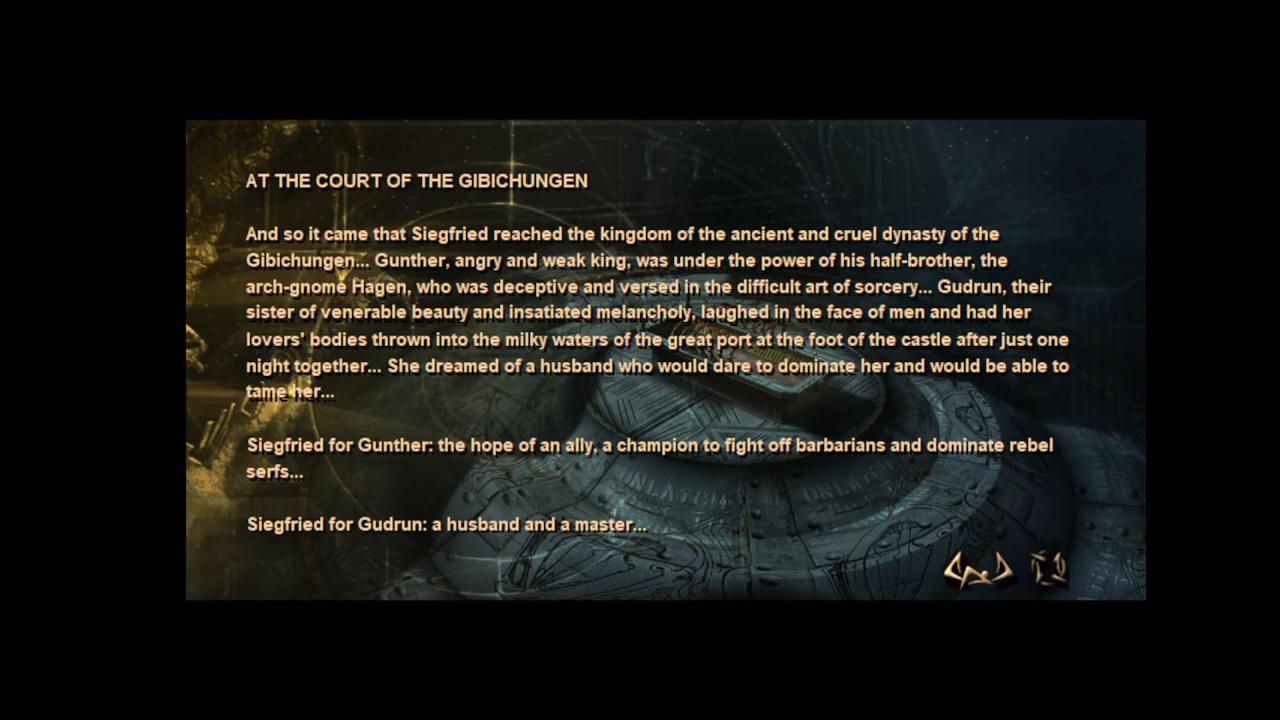 AT THE COURT OF THE GIBICHUNGEN
And so it came that Siegfried reached the kingdom of the ancient and cruel dynasty of the
Gibichungen... Gunther, angry and weak king, was under the power of his half-brother, the
arch-gnome Hagen, who was deceptive and versed in the difficult art of sorcery... Gudrun, their
sister of venerable beauty and insatiated melancholy, laughed in the face of men and had her
lovers' bodies thrown into the milky waters of the great port at the foot of the castle after just one
night together... She dreamed of a husband who would dare to dominate her and would be able to
tame her...
Siegfried for Gunther: the hope of an ally, a champion to fight off barbarians and dominate rebel
serfs...
Siegfried for Gudrun: a husband and a master...